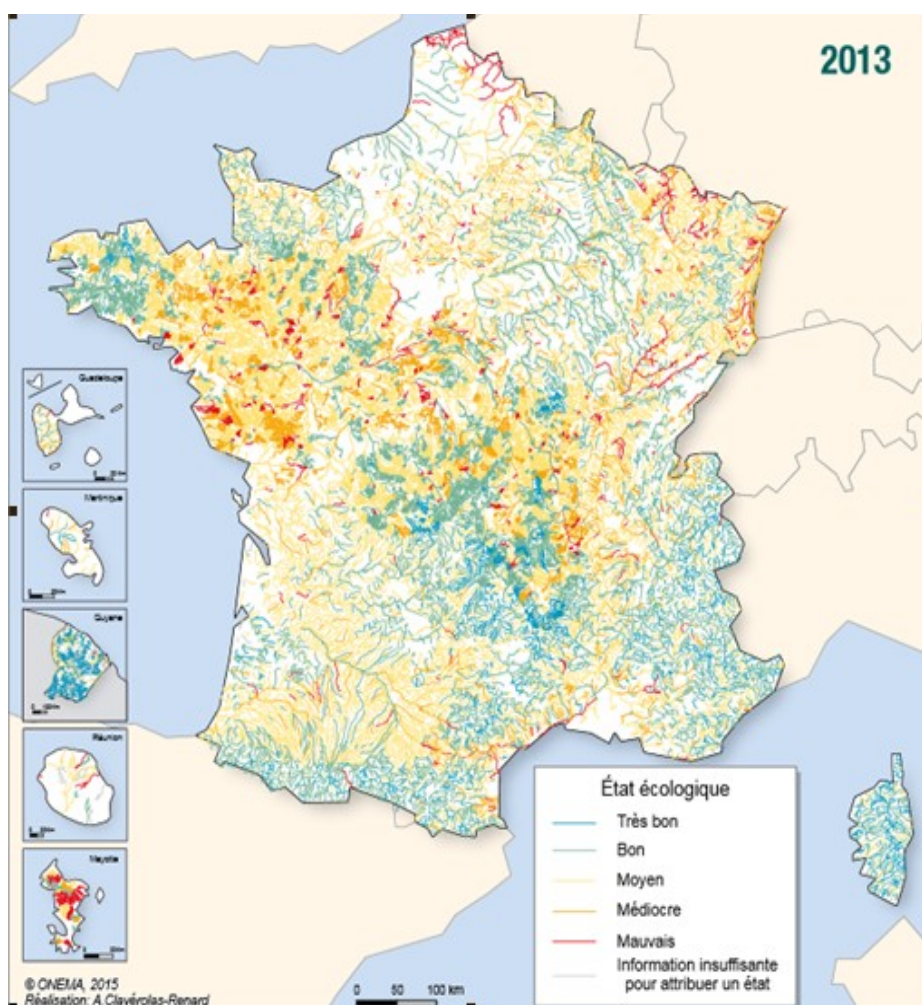 2013
Guadeloupe
Martinique
Guyane
Réunion
Mayotte
État écologique
Très bon
Bon
Moyen
Médiocre
Mauvais
Information insuffisante
pour attribuer un état
© ONEMA, 2015
Réalisation: A.Clavérolas-Renard
0 50 100 km